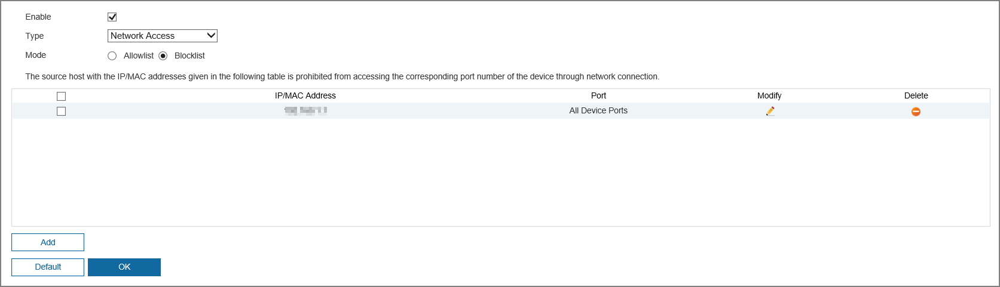 Enable
Type Network Access
Mode Allowlist Blocklist
The source host with the IP/MAC addresses given in the following table is prohibited from accessing the corresponding port number of the device through network connection.
IP/MAC Address Port Modify Delete
All Device Ports
Add
Default OK